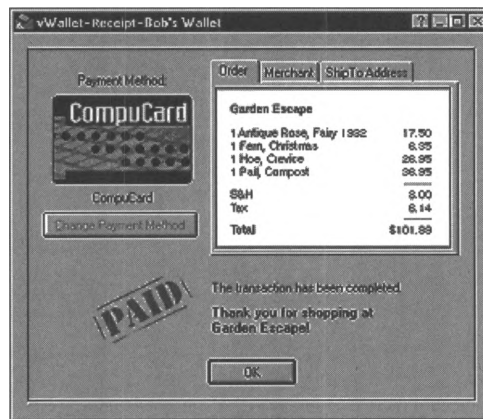 vWallet-Receipt-Bob's Wallet
Payment Method:
CompuCard
CompuCard
Change Payment Method
PAID
Order Merchant ShipTo Address
Garden Escape
1 Antique Rose, Fairy 1932 17.50
1 Fern, Christmas 6.35
1 Hoe, Crevice 26.95
1 Pail, Compost 36.95
S&H 8.00
Tax 6.14
Total $101.89
The transaction has been completed.
Thank you for shopping at
Garden Escape!
OK